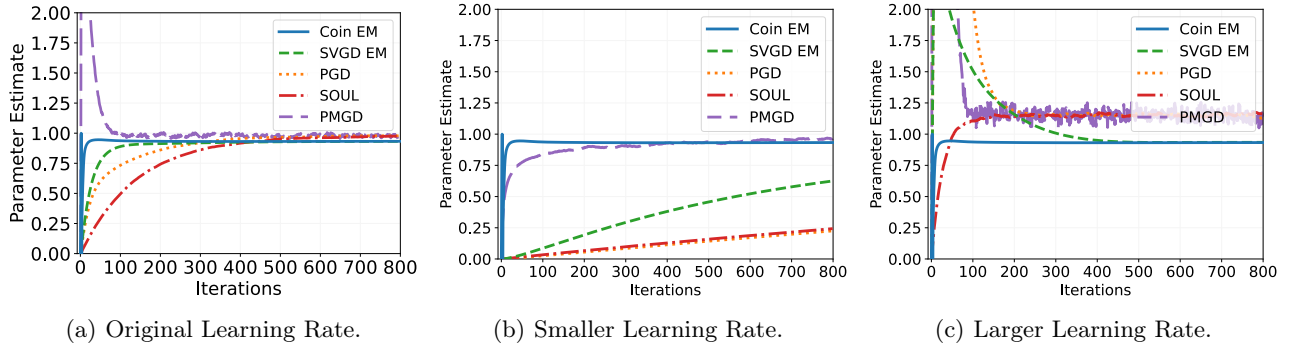 2.00
1.75
1.50
1.25
1.00
0.75
0.50
0.25
0.00
Parameter Estimate
Coin EM
SVGD EM
PGD
SOUL
PMGD
0 100 200 300 400 500 600 700 800
Iterations
(a) Original Learning Rate.
2.00
1.75
1.50
1.25
1.00
0.75
0.50
0.25
0.00
Parameter Estimate
Coin EM
SVGD EM
PGD
SOUL
PMGD
0 100 200 300 400 500 600 700 800
Iterations
(b) Smaller Learning Rate.
2.00
1.75
1.50
1.25
1.00
0.75
0.50
0.25
0.00
Parameter Estimate
Coin EM
SVGD EM
PGD
SOUL
PMGD
0 100 200 300 400 500 600 700 800
Iterations
(c) Larger Learning Rate.